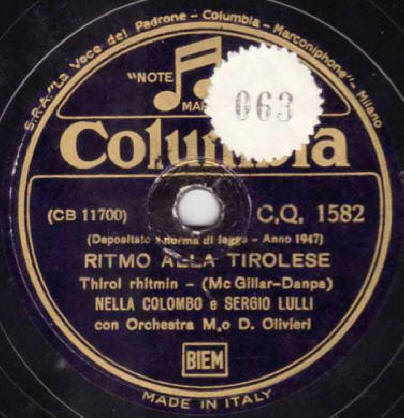 S.R.A. "La Voce del Padrone - Columbia - Marconiphone" - Milano
"NOTE
MAR
063
Columbia
(CB 11700)
C.Q. 1582
(Depositato a norma di legge - Anno 1947)
RITMO ALLA TIROLESE
Thirol rhitmin - (Mc Gillar-Danpa)
NELLA COLOMBO e SERGIO LULLI
con Orchestra M.o D. Olivieri
BIEM
MADE IN ITALY